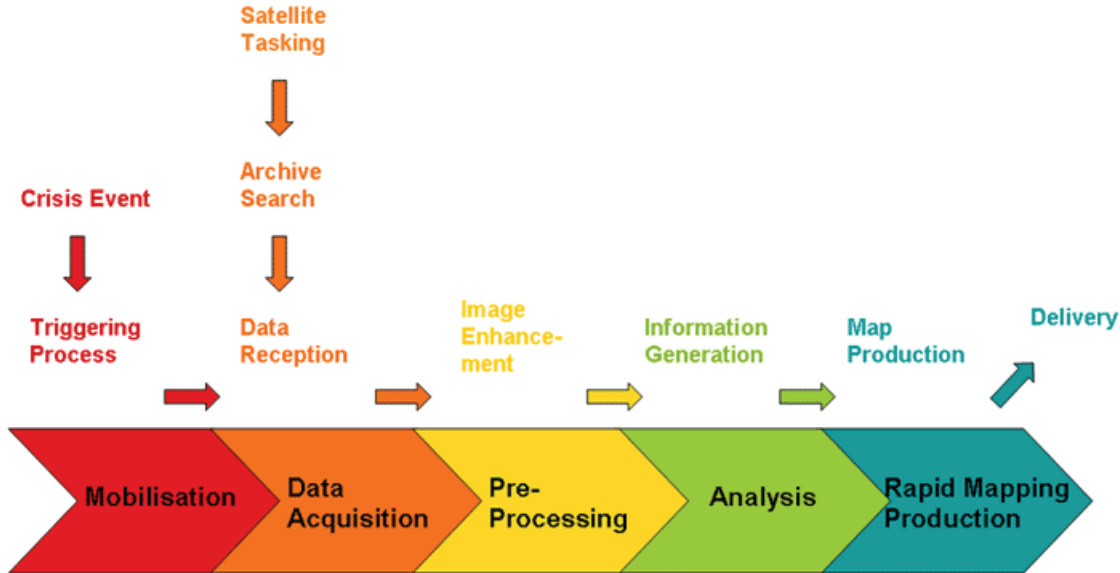 Satellite
Tasking
Archive
Search
Crisis Event
Triggering
Process
Data
Reception
Image
Enhance-
ment
Information
Generation
Map
Production
Delivery
Mobilisation
Data
Acquisition
Pre-
Processing
Analysis
Rapid Mapping
Production